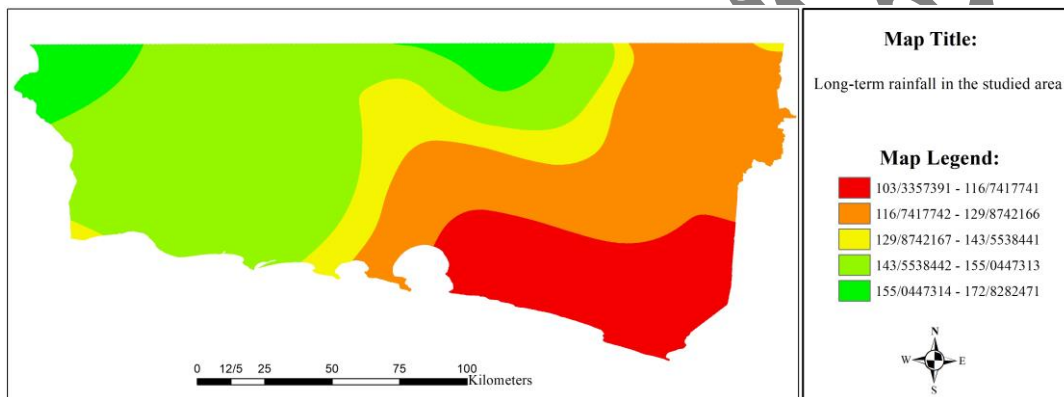 Map Title:
Long-term rainfall in the studied area
Map Legend:
103/3357391 - 116/7417741
116/7417742 - 129/8742166
129/8742167 - 143/5538441
143/5538442 - 155/0447313
155/0447314 - 172/8282471
N
W E
S
0 12/5 25 50 75 100
Kilometers